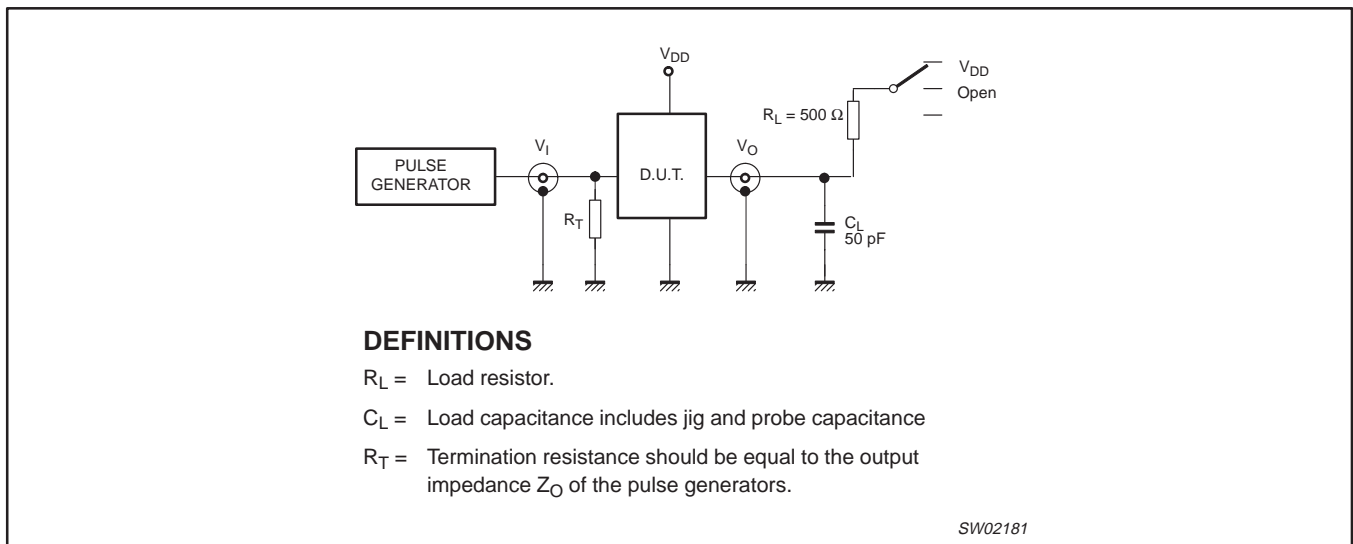 VDD
VDD
Open
RL = 500 Ω
VI
VO
PULSE
GENERATOR
D.U.T.
RT
CL
50 pF
DEFINITIONS
RL = Load resistor.
CL = Load capacitance includes jig and probe capacitance
RT = Termination resistance should be equal to the output
impedance ZO of the pulse generators.
SW02181